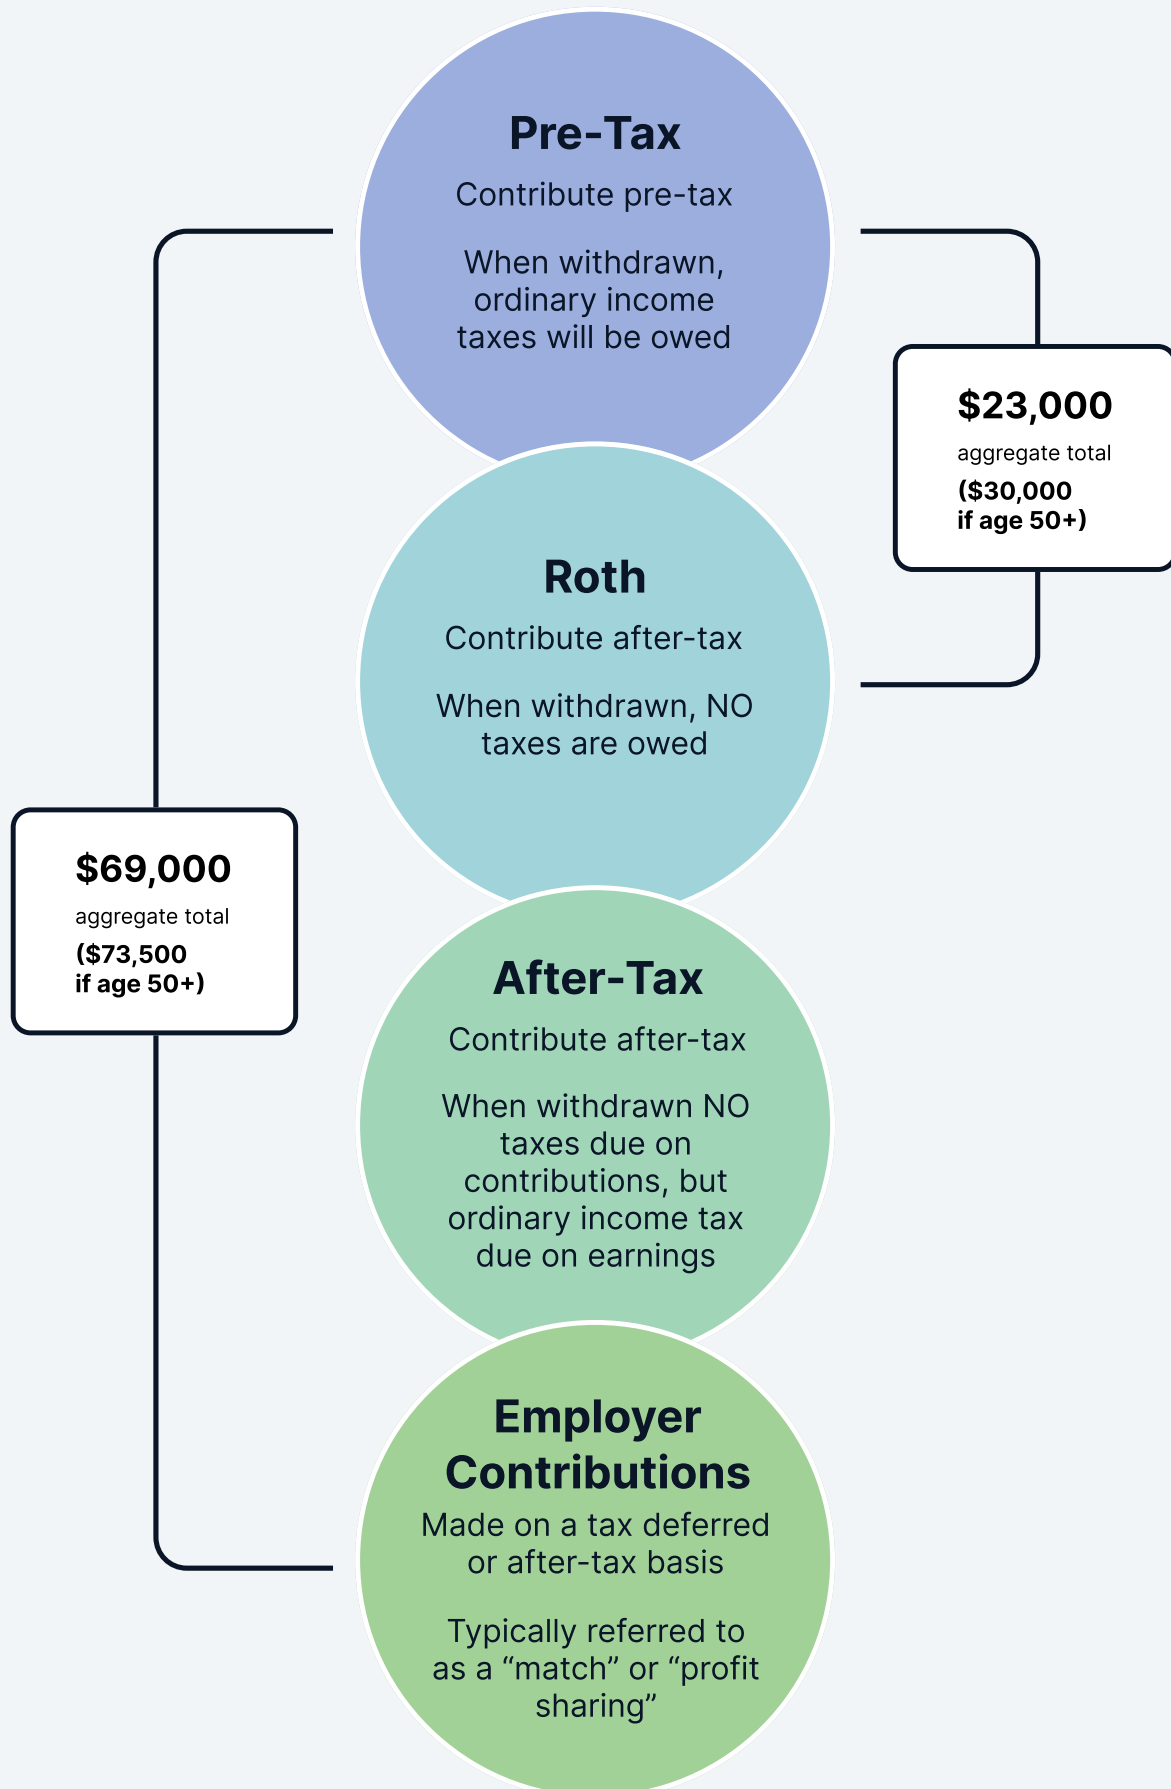 Pre-Tax
Contribute pre-tax
When withdrawn,
ordinary income
taxes will be owed
$23,000
aggregate total
($30,000
if age 50+)
Roth
Contribute after-tax
When withdrawn, NO
taxes are owed
$69,000
aggregate total
($73,500
if age 50+)
After-Tax
Contribute after-tax
When withdrawn NO
taxes due on
contributions, but
ordinary income tax
due on earnings
Employer
Contributions
Made on a tax deferred
or after-tax basis
Typically referred to
as a “match” or “profit
sharing”